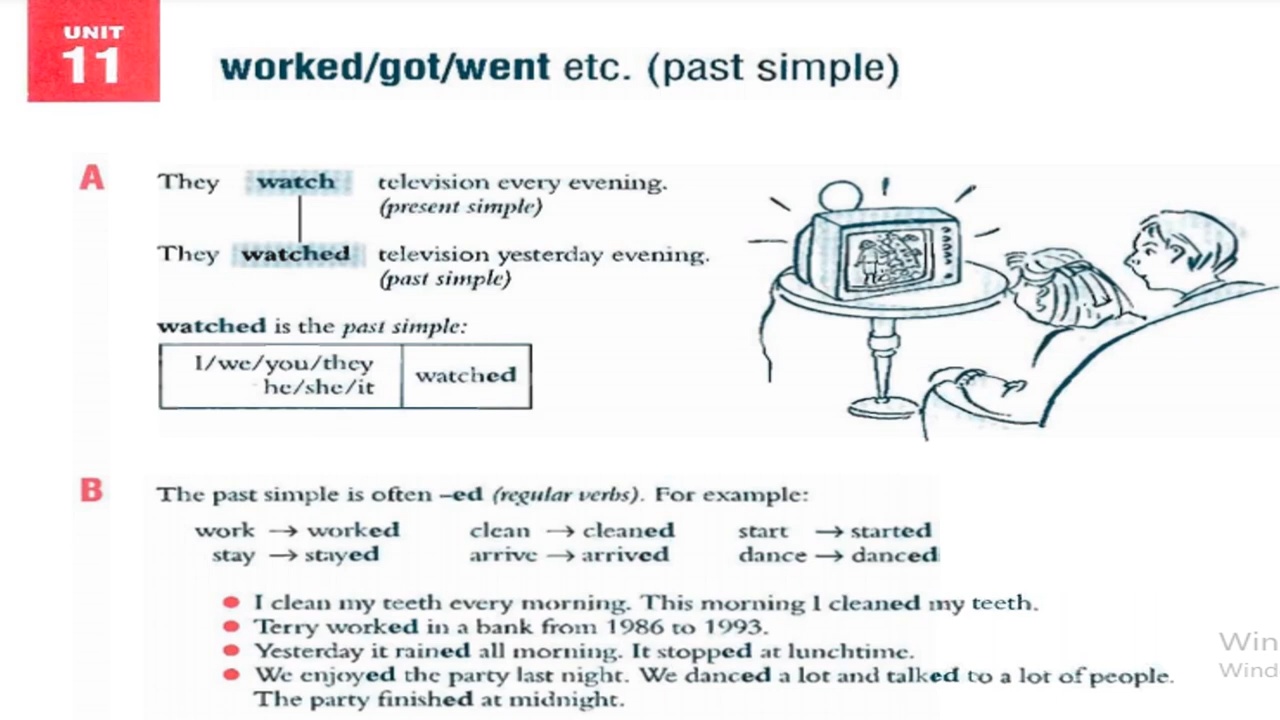 UNIT
11
worked/got/went etc. (past simple)
A
They watch television every evening.
(present simple)
They watched television yesterday evening.
(past simple)
watched is the past simple:
I/we/you/they
he/she/it
watched
B
The past simple is often –ed (regular verbs). For example:
work → worked clean → cleaned start → started
stay → stayed arrive → arrived dance → danced
• I clean my teeth every morning. This morning I cleaned my teeth.
• Terry worked in a bank from 1986 to 1993.
• Yesterday it rained all morning. It stopped at lunchtime.
• We enjoyed the party last night. We danced a lot and talked to a lot of people.
The party finished at midnight.
Win
Wind